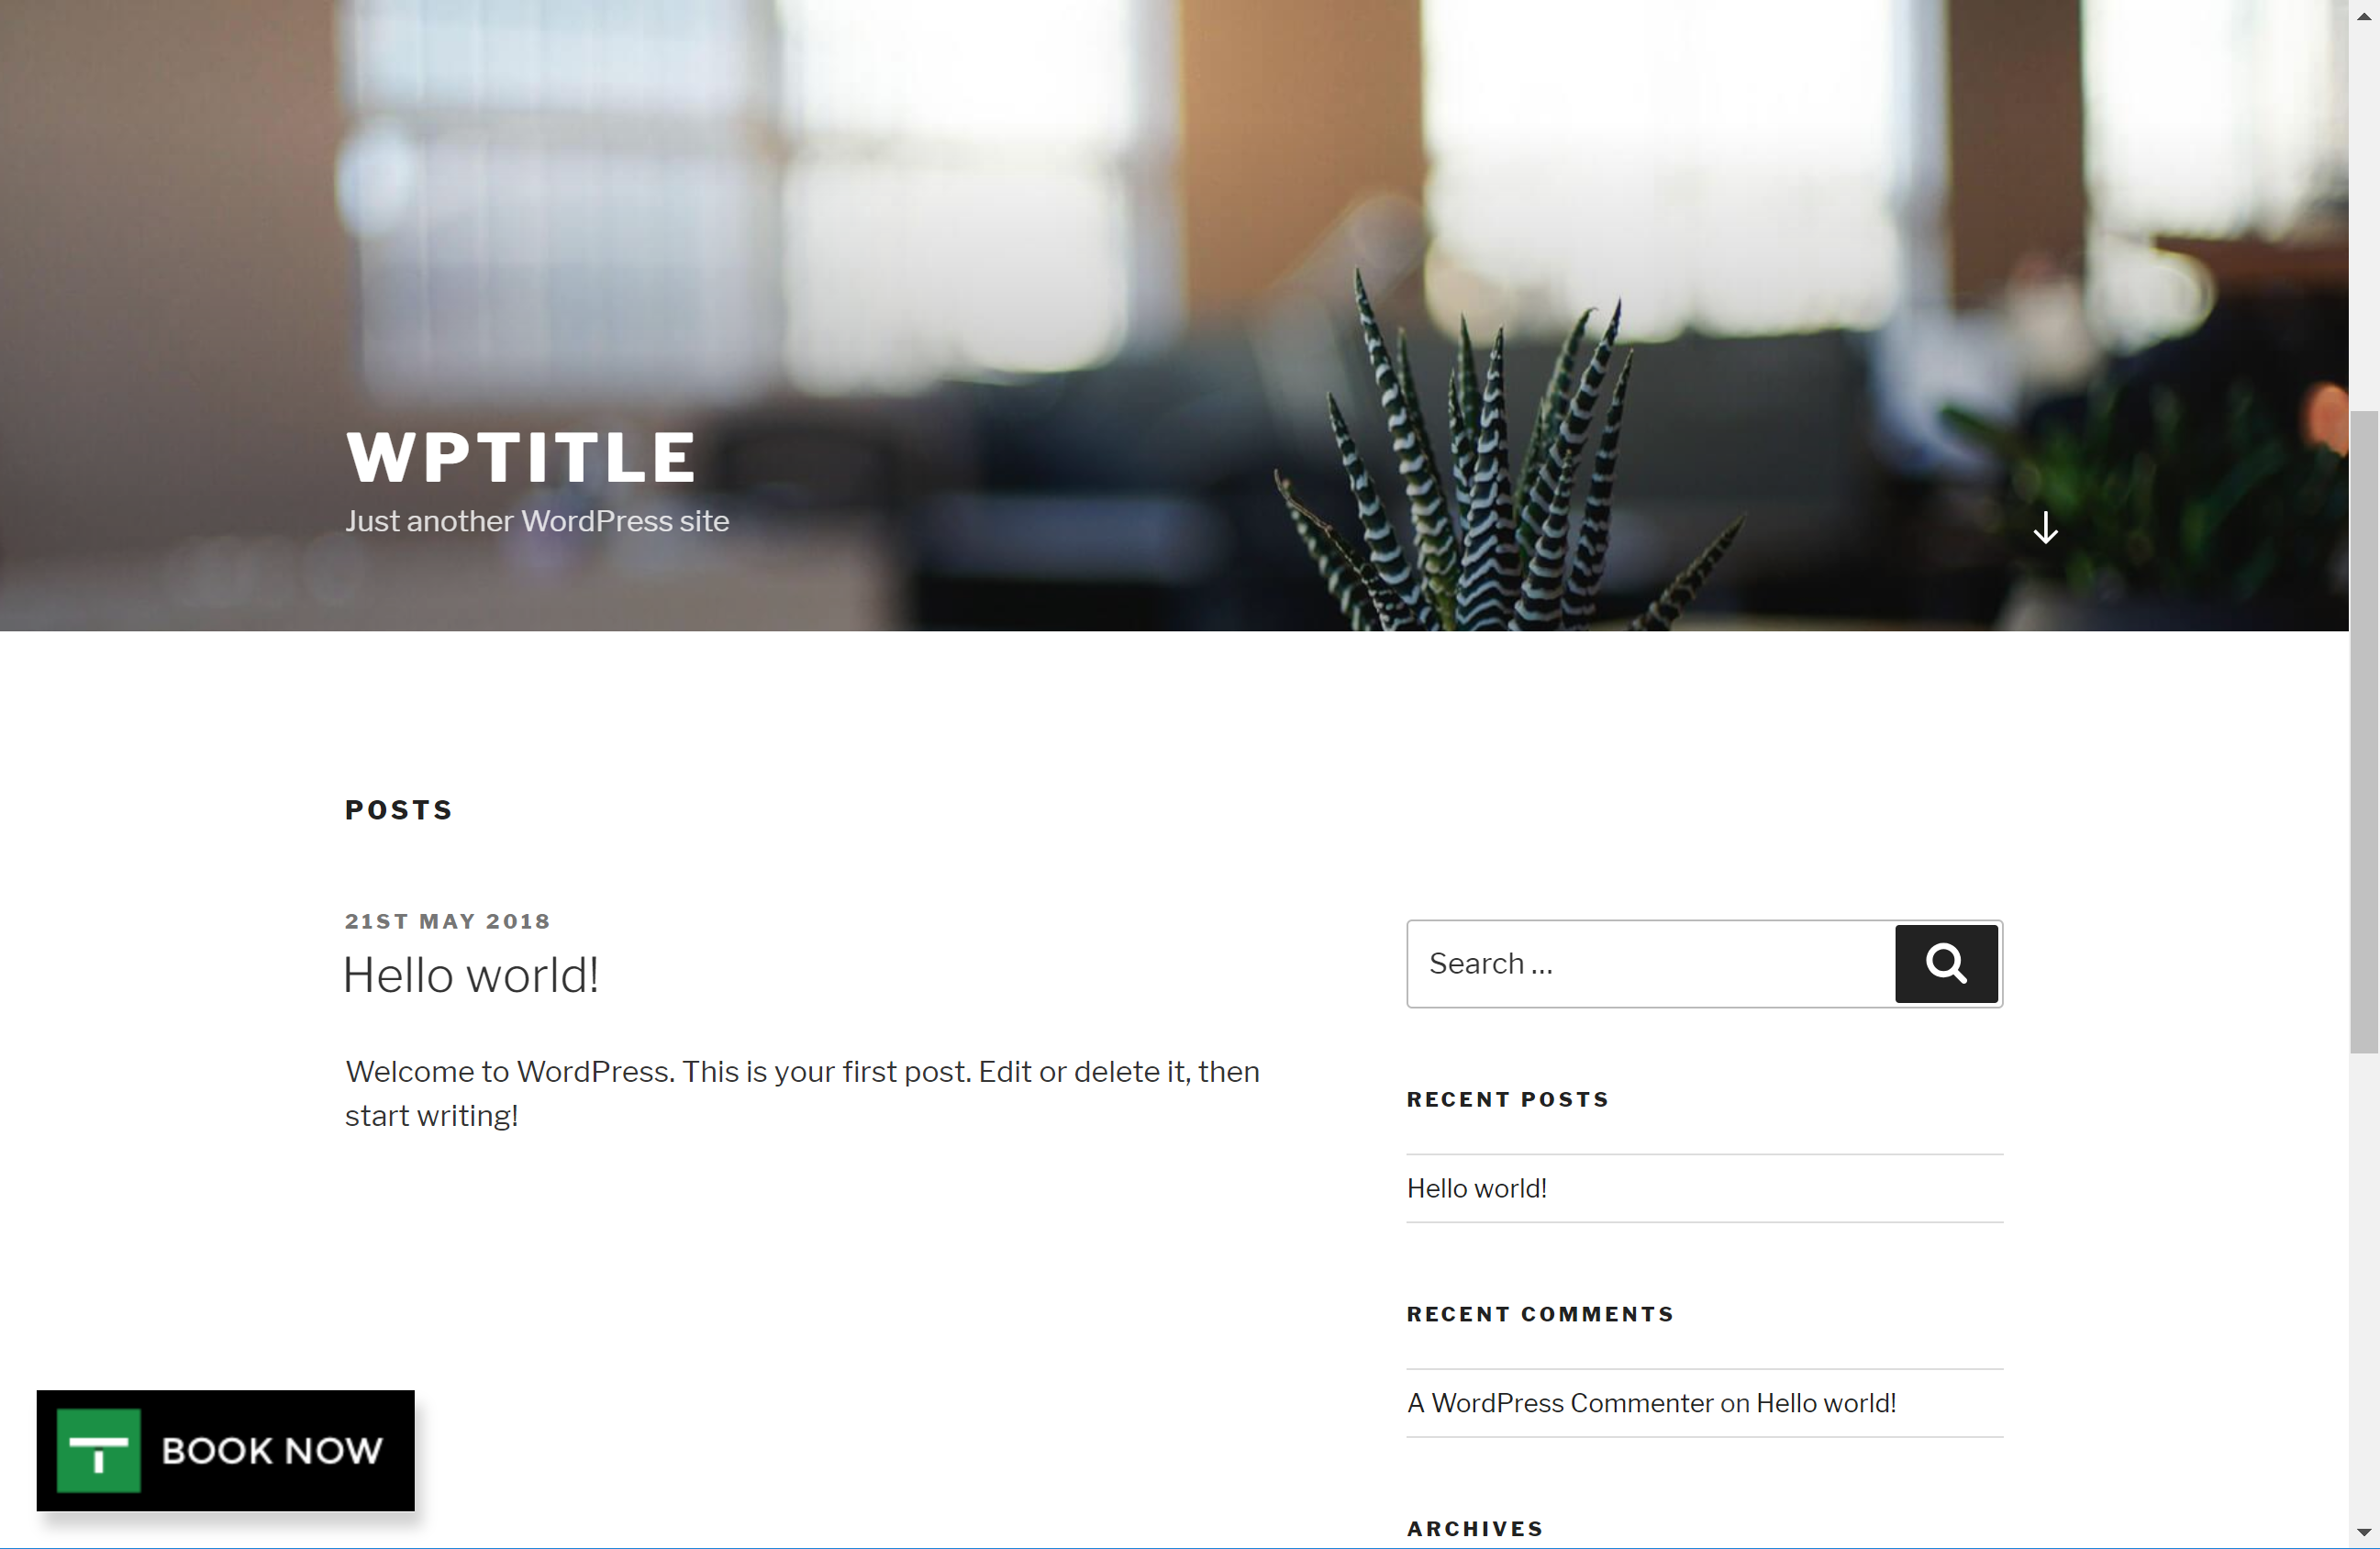 WPTITLE
Just another WordPress site
POSTS
21ST MAY 2018
Hello world!
Welcome to WordPress. This is your first post. Edit or delete it, then
start writing!
Search …
RECENT POSTS
Hello world!
RECENT COMMENTS
A WordPress Commenter on Hello world!
ARCHIVES
BOOK NOW